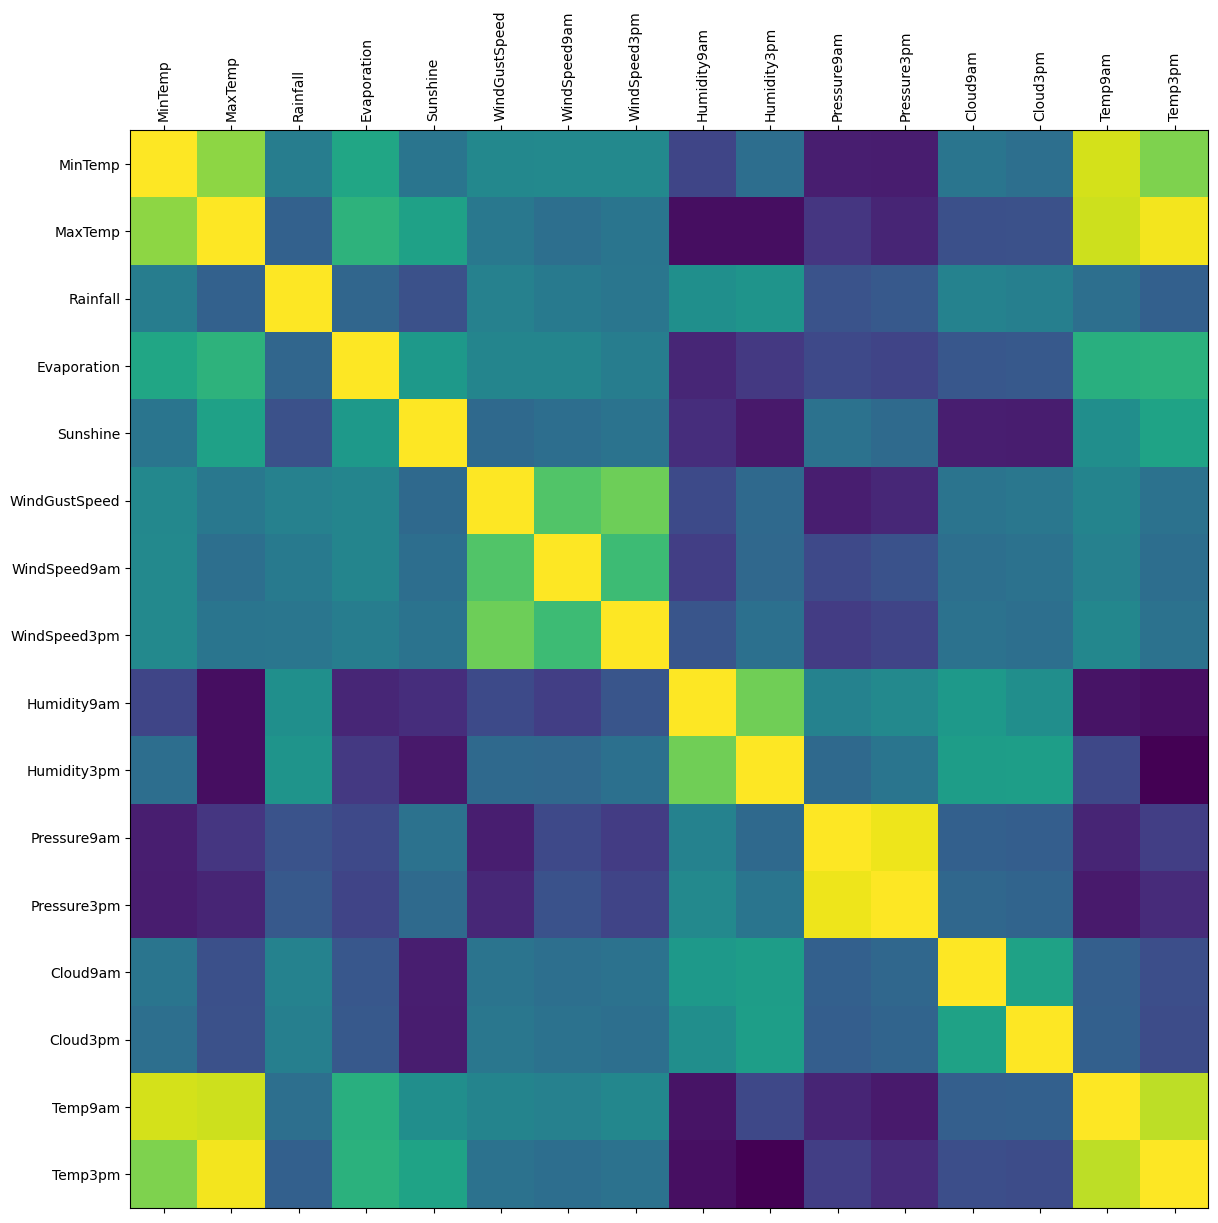 MinTemp
MaxTemp
Rainfall
Evaporation
Sunshine
WindGustSpeed
WindSpeed9am
WindSpeed3pm
Humidity9am
Humidity3pm
Pressure9am
Pressure3pm
Cloud9am
Cloud3pm
Temp9am
Temp3pm
MinTemp
MaxTemp
Rainfall
Evaporation
Sunshine
WindGustSpeed
WindSpeed9am
WindSpeed3pm
Humidity9am
Humidity3pm
Pressure9am
Pressure3pm
Cloud9am
Cloud3pm
Temp9am
Temp3pm